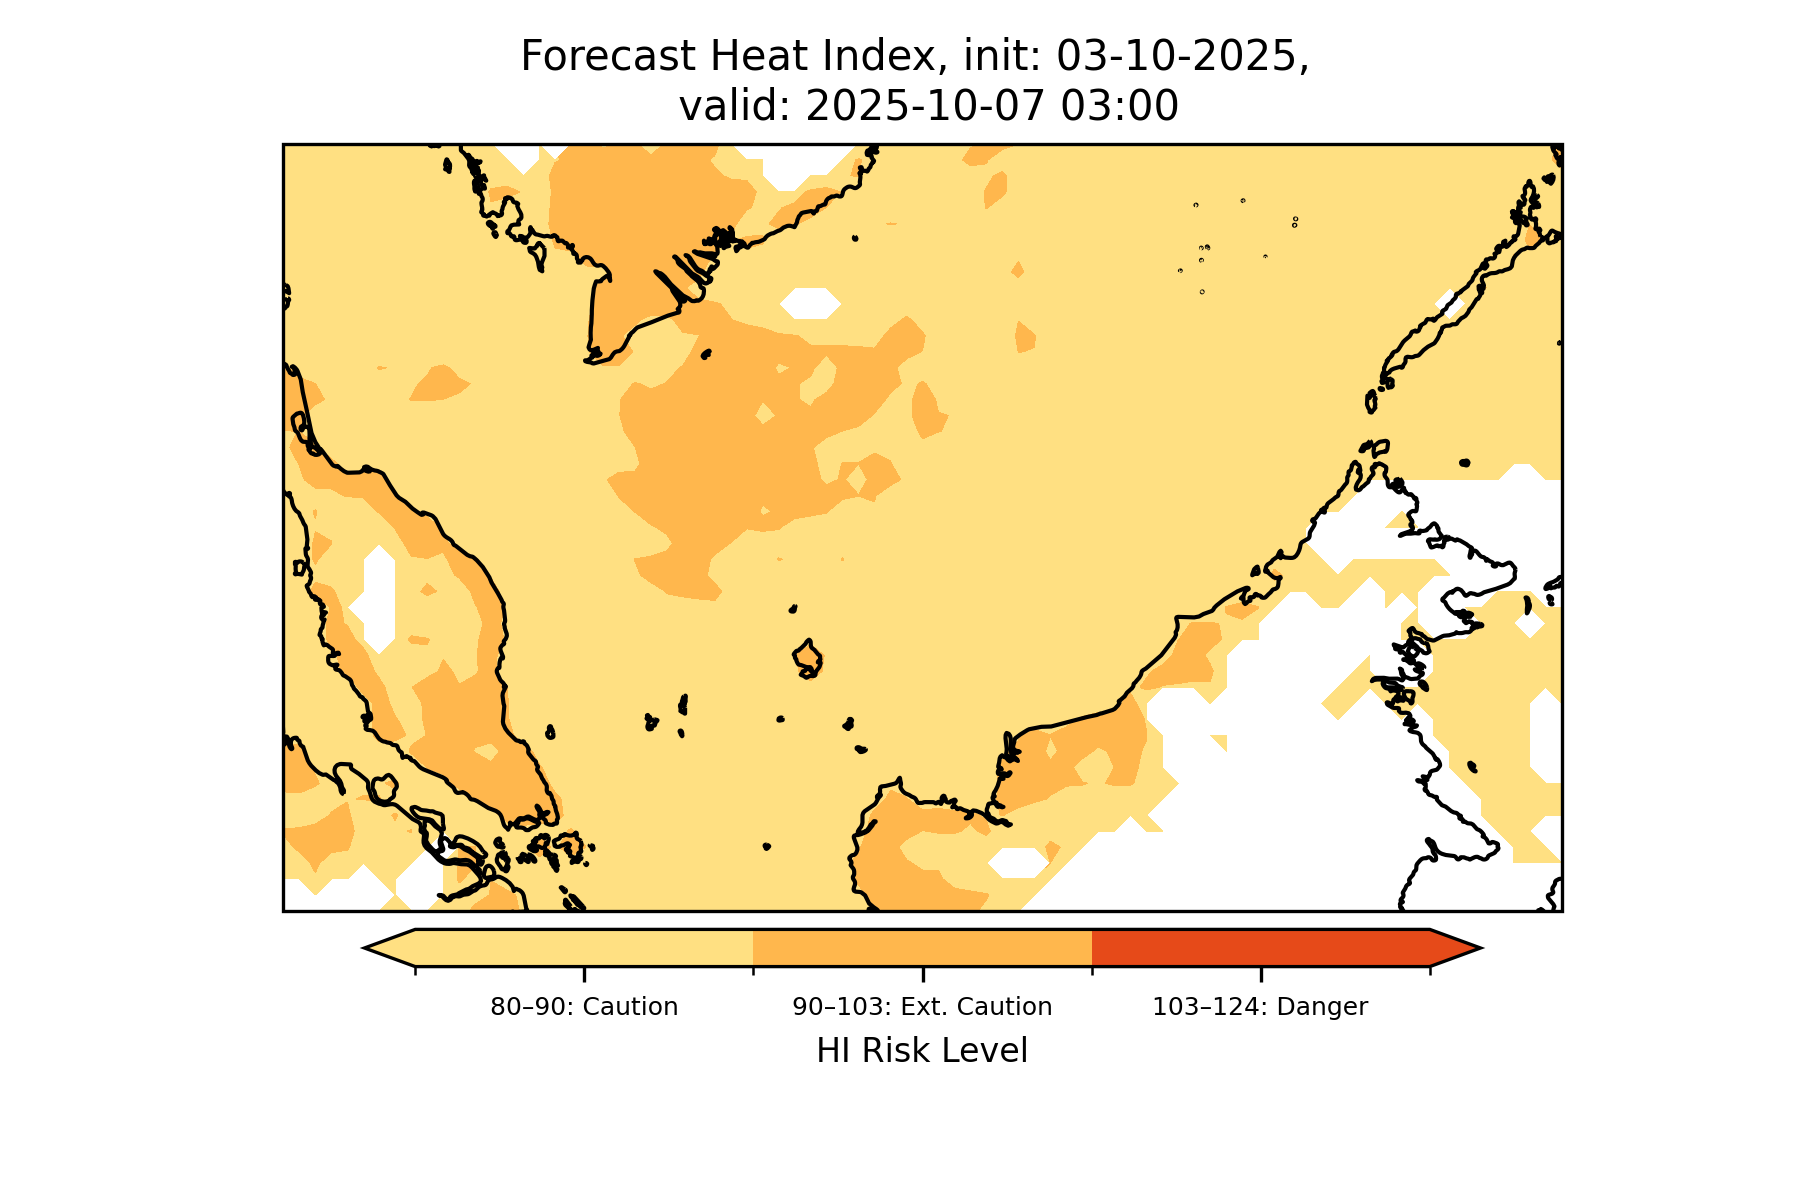 Forecast Heat Index, init: 03-10-2025,
valid: 2025-10-07 03:00
80–90: Caution
90–103: Ext. Caution
103–124: Danger
HI Risk Level